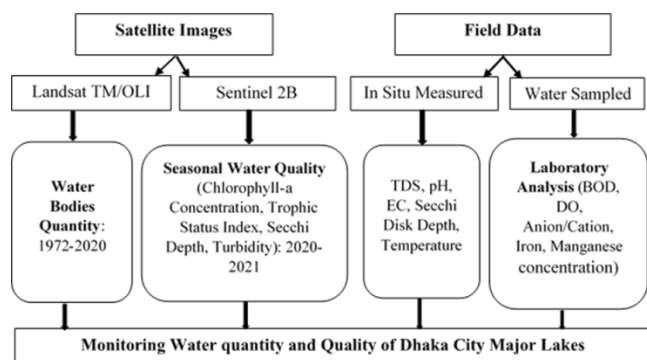 Satellite Images
Field Data
Landsat TM/OLI
Sentinel 2B
In Situ Measured
Water Sampled
Water
Bodies
Quantity:
1972-2020
Seasonal Water Quality
(Chlorophyll-a
Concentration, Trophic
Status Index, Secchi
Depth, Turbidity): 2020-
2021
TDS, pH,
EC, Secchi
Disk Depth,
Temperature
Laboratory
Analysis (BOD,
DO,
Anion/Cation,
Iron, Manganese
concentration)
Monitoring Water quantity and Quality of Dhaka City Major Lakes